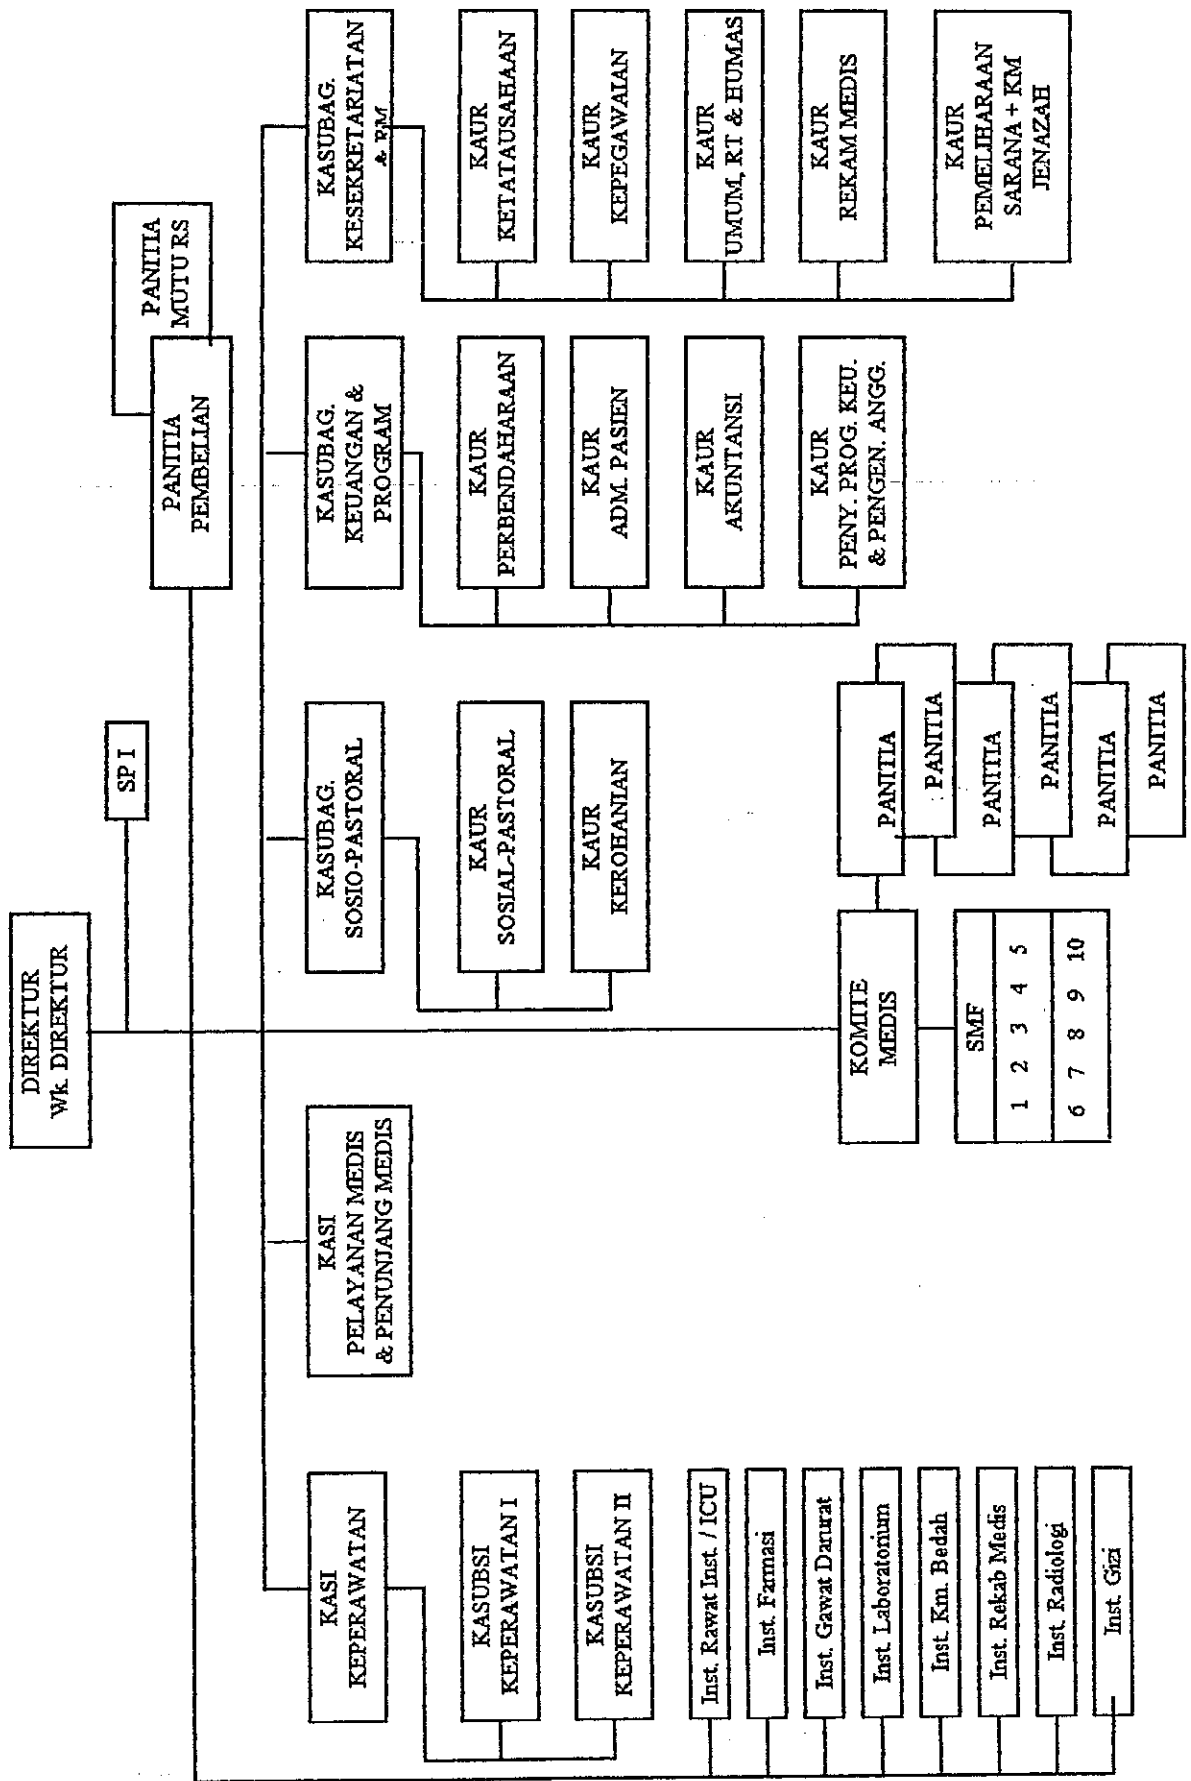 DIREKTUR
Wk. DIREKTUR
SP I
PANITIA
MUTU RS
PANITIA
PEMBELIAN
KASI
KEPERAWATAN
KASI
PELAYANAN MEDIS
& PENUNJANG MEDIS
KASUBAG.
SOSIO-PASTORAL
KASUBAG.
KEUANGAN &
PROGRAM
KASUBAG.
KESEKRETARIATAN
& RM
KASUBSI
KEPERAWATAN I
KASUBSI
KEPERAWATAN II
Inst. Rawat Inst. / ICU
Inst. Farmasi
Inst. Gawat Darurat
Inst. Laboratorium
Inst. Km. Bedah
Inst. Rekab Medis
Inst. Radiologi
Inst. Gizi
KAUR
SOSIAL-PASTORAL
KAUR
KEROHANIAN
KOMITE
MEDIS
SMF
1 2 3 4 5
6 7 8 9 10
PANITIA
PANITIA
PANITIA
PANITIA
PANITIA
PANITIA
KAUR
PERBENDAHARAAN
KAUR
ADM. PASIEN
KAUR
AKUNTANSI
KAUR
PENY. PROG. KEU.
& PENGEN. ANGG.
KAUR
KETATAUSAHAAN
KAUR
KEPEGAWAIAN
KAUR
UMUM, RT & HUMAS
KAUR
REKAM MEDIS
KAUR
PEMELIHARAAN
SARANA + KM
JENAZAH